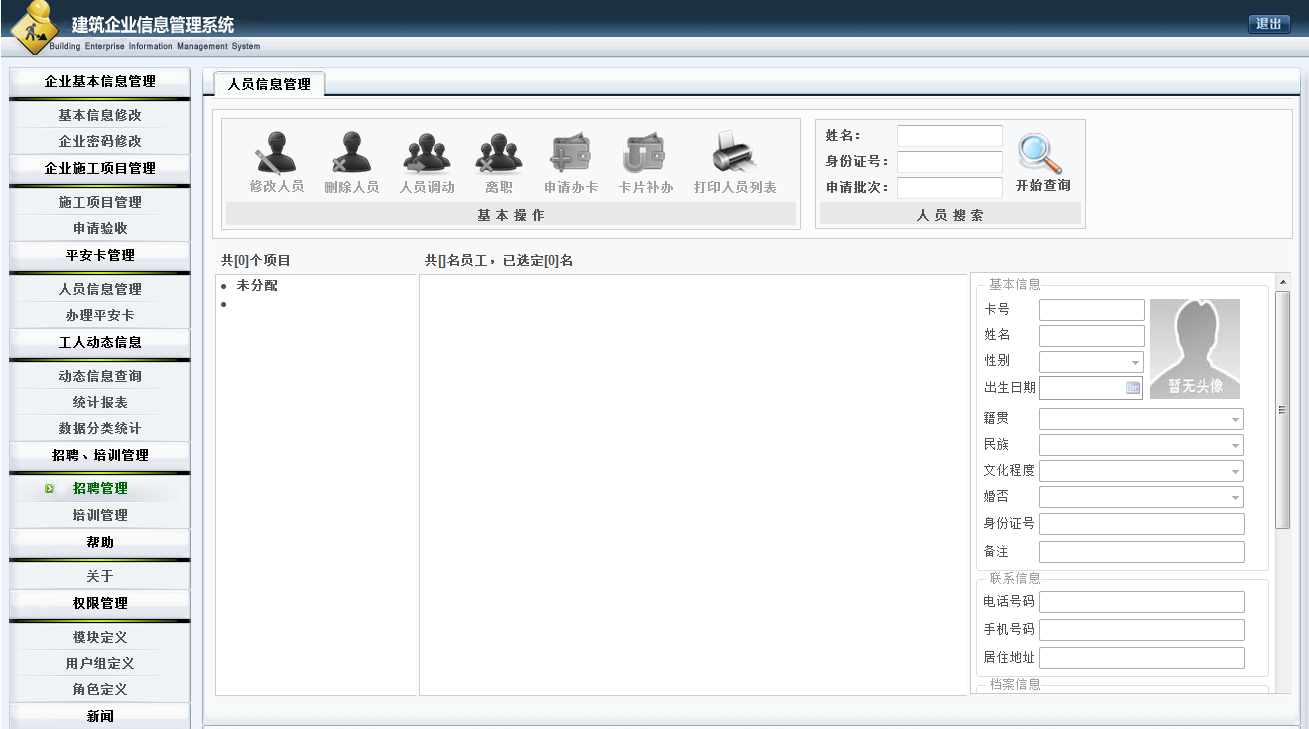 建筑企业信息管理系统
Building Enterprise Information Management System
退出
企业基本信息管理
基本信息修改
企业密码修改
企业施工项目管理
施工项目管理
申请验收
平安卡管理
人员信息管理
办理平安卡
工人动态信息
动态信息查询
统计报表
数据分类统计
招聘、培训管理
招聘管理
培训管理
帮助
关于
权限管理
模块定义
用户组定义
角色定义
新闻
人员信息管理
修改人员 删除人员 人员调动 离职 申请办卡 卡片补办 打印人员列表
基本操作
姓名：
身份证号：
申请批次：
开始查询
人员搜索
共[0]个项目
未分配
共[]名员工，已选定[0]名
基本信息
卡号
姓名
性别
出生日期
暂无头像
籍贯
民族
文化程度
婚否
身份证号
备注
联系信息
电话号码
手机号码
居住地址
档案信息